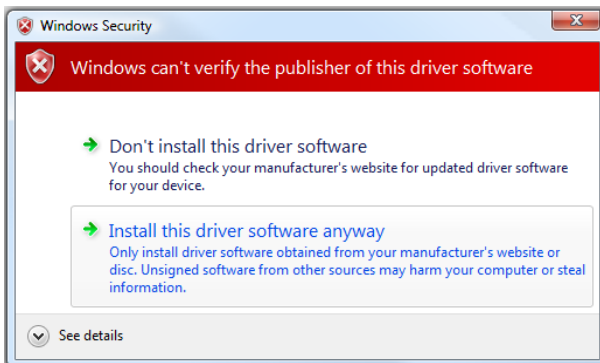 Windows Security
Windows can't verify the publisher of this driver software
Don't install this driver software
You should check your manufacturer's website for updated driver software
for your device.
Install this driver software anyway
Only install driver software obtained from your manufacturer's website or
disc. Unsigned software from other sources may harm your computer or steal
information.
See details